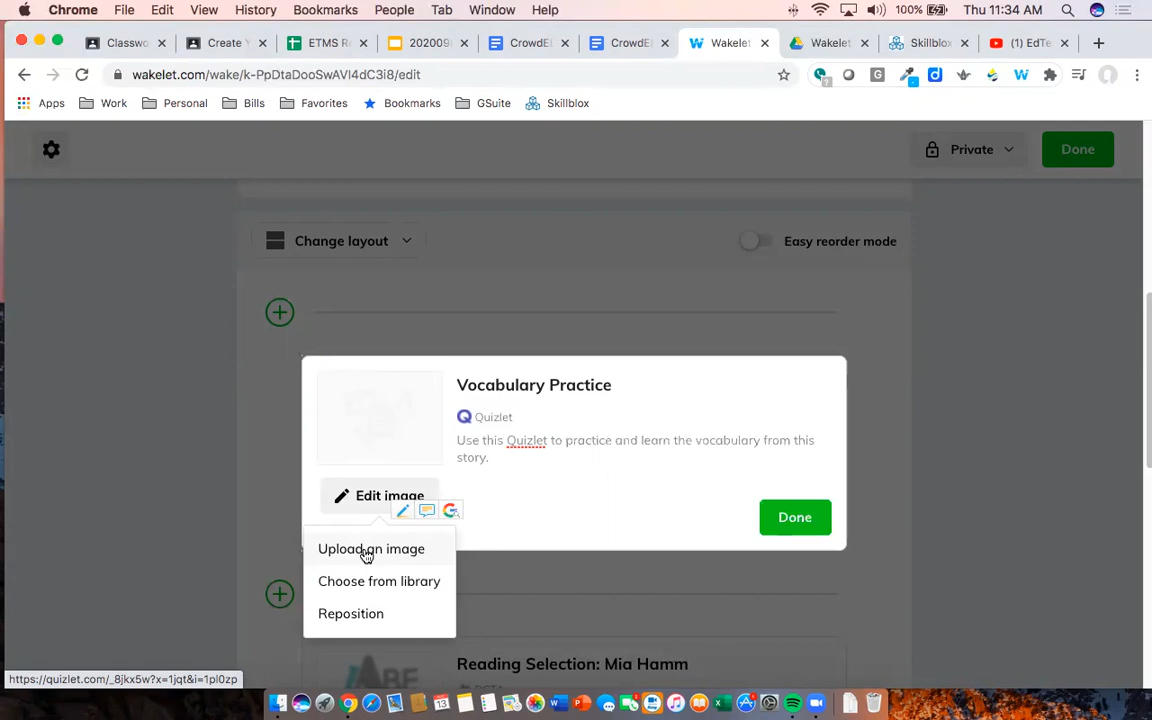 Chrome File Edit View History Bookmarks People Tab Window Help 100% Thu 11:34 AM
Classwo Create Y ETMS Re 202009 CrowdE CrowdE Wakelet Wakelet Skillblox (1) EdTe
wakelet.com/wake/k-PpDtaDooSwAVl4dC3i8/edit
Apps Work Personal Bills Favorites Bookmarks GSuite Skillblox
Private Done
Change layout Easy reorder mode
Vocabulary Practice
Quizlet
Use this Quizlet to practice and learn the vocabulary from this
story.
Edit image
Done
Upload an image
Choose from library
Reposition
Reading Selection: Mia Hamm
https://quizlet.com/_8jkx5w?x=1jqt&i=1pl0zp